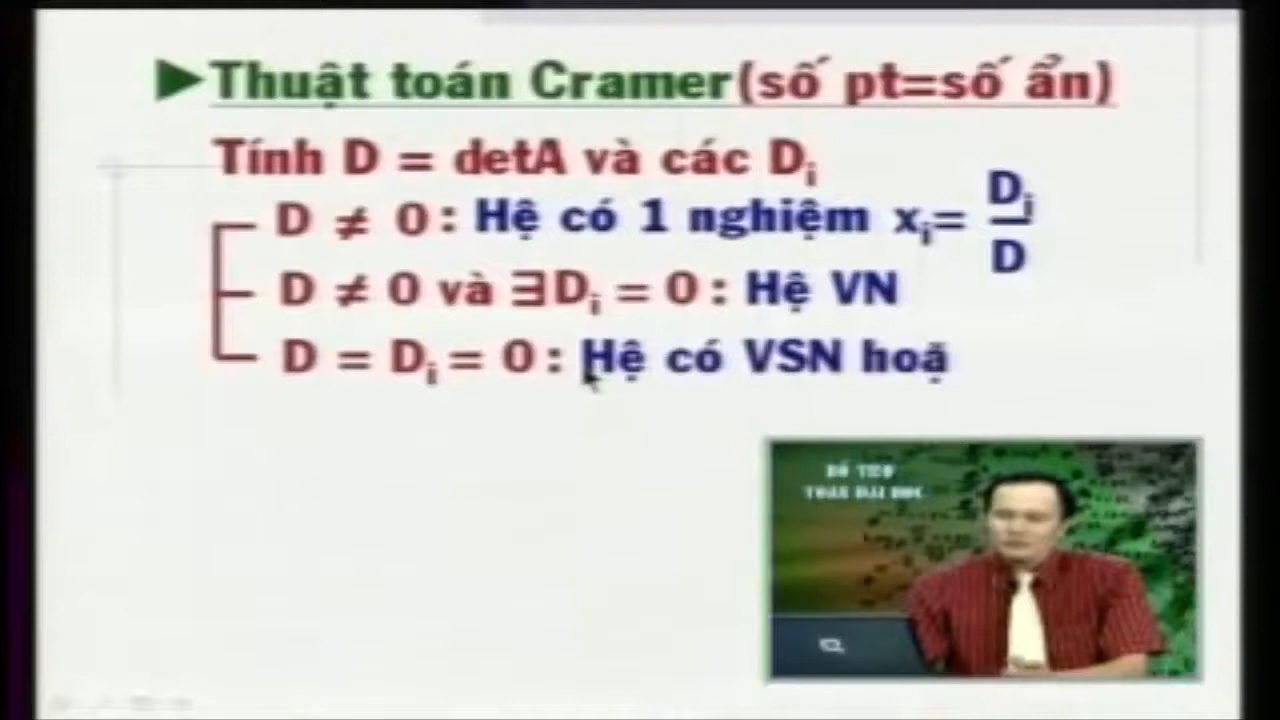 ►Thuật toán Cramer(số pt=số ẩn)
Tính D = detA và các Dᵢ
D ≠ 0 : Hệ có 1 nghiệm xᵢ= Dᵢ/D
D ≠ 0 và ∃Dᵢ = 0 : Hệ VN
D = Dᵢ = 0 : Hệ có VSN hoặ